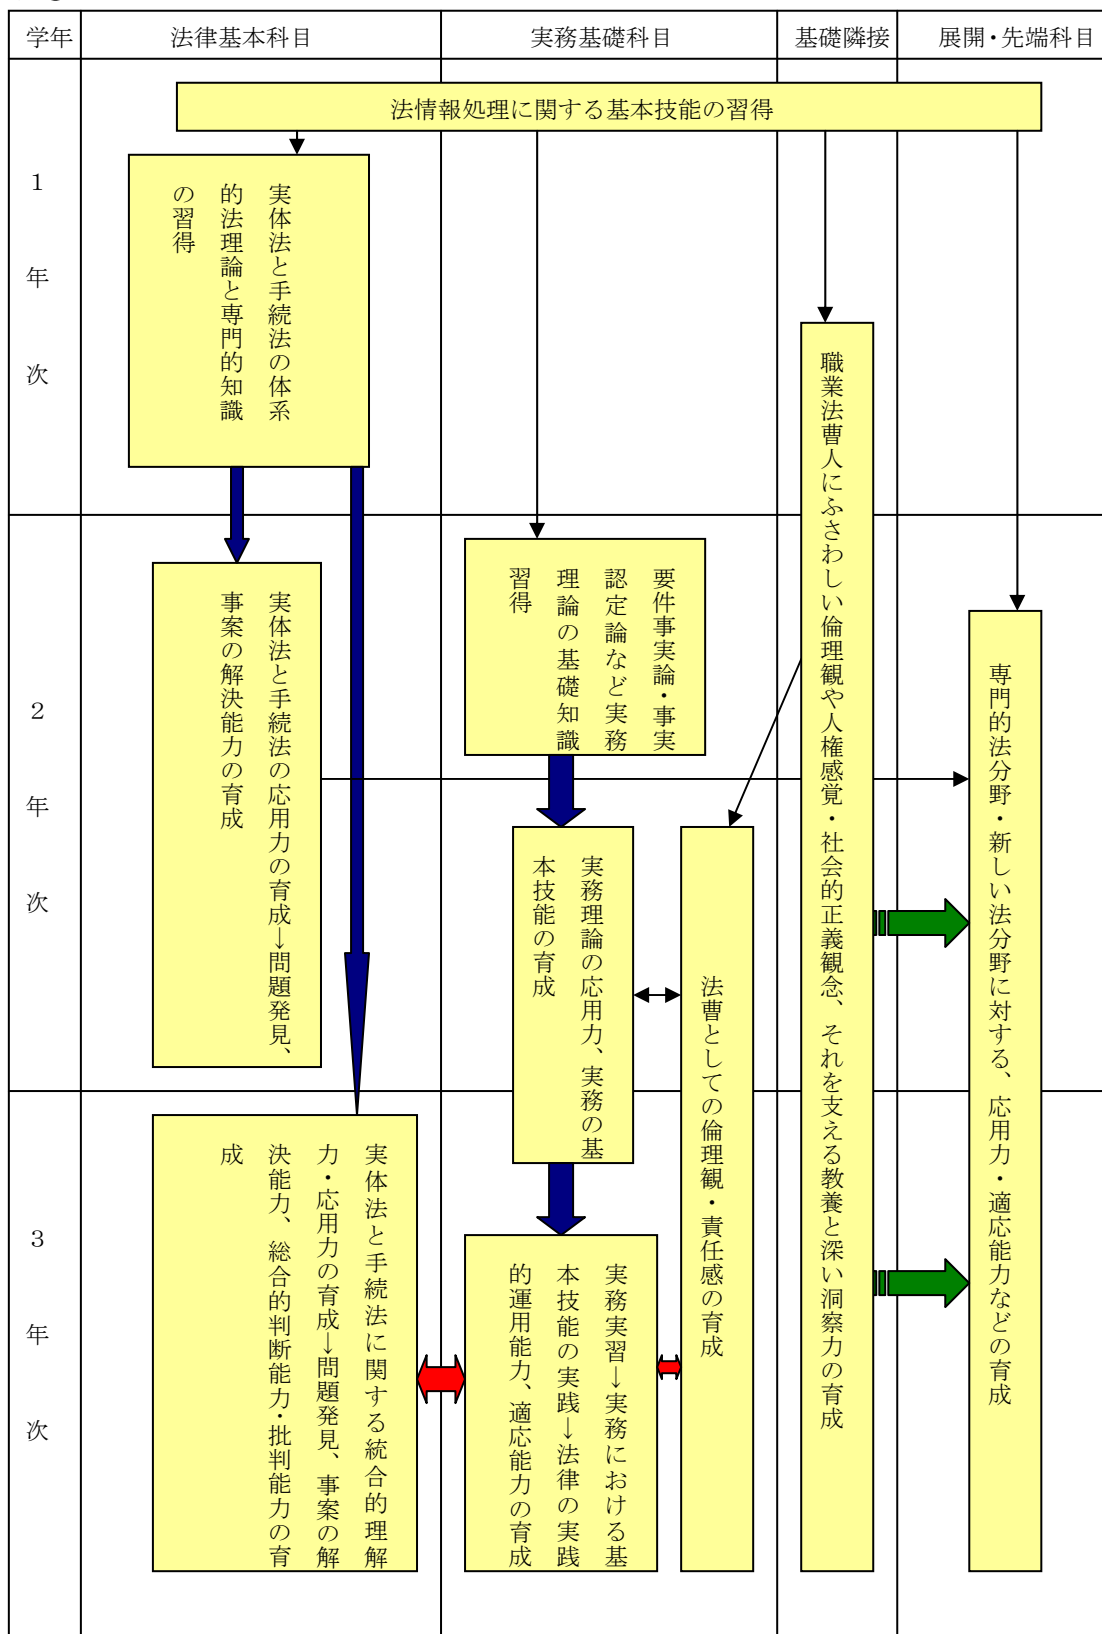 学年
法律基本科目
実務基礎科目
基礎隣接
展開・先端科目
法情報処理に関する基本技能の習得
1
年
次
実体法と手続法の体系
的法理論と専門的知識
の習得
職業法曹人にふさわしい倫理観や人権感覚・社会的正義観念、それを支える教養と深い洞察力の育成
2
年
次
実体法と手続法の応用力の育成→問題発見、
事案の解決能力の育成
要件事実論・事実
認定論など実務
理論の基礎知識
習得
専門的法分野・新しい法分野に対する、応用力・適応能力などの育成
実務理論の応用力、実務の基
本技能の育成
法曹としての倫理観・責任感の育成
3
年
次
実体法と手続法に関する統合的理解
力・応用力の育成→問題発見、事案の解
決能力、総合的判断能力・批判能力の育
成
実務実習→実務における基
本技能の実践→法律の実践
的運用能力、適応能力の育成